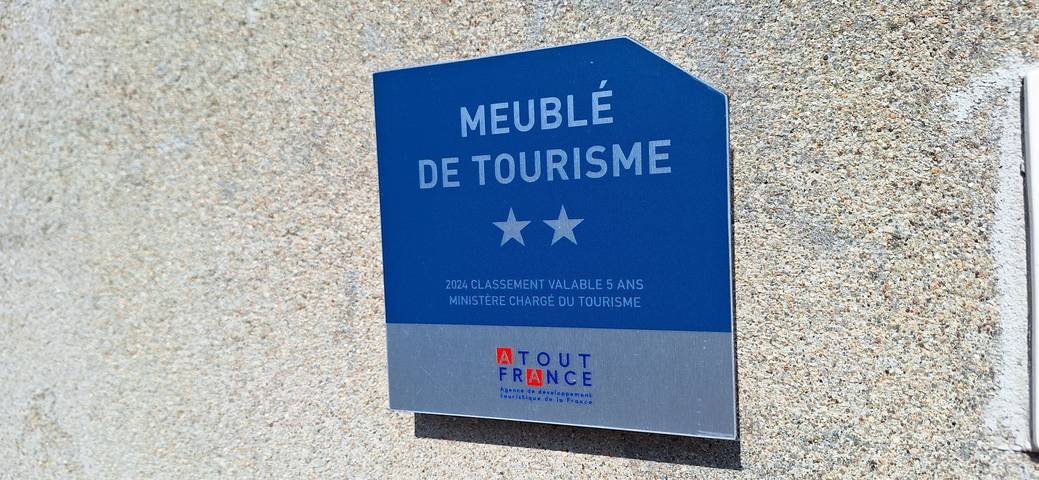 MEUBLÉ
DE TOURISME
2024 CLASSEMENT VALABLE 5 ANS
MINISTÈRE CHARGÉ DU TOURISME
ATOUT
FRANCE
Agence de développement
touristique de la France